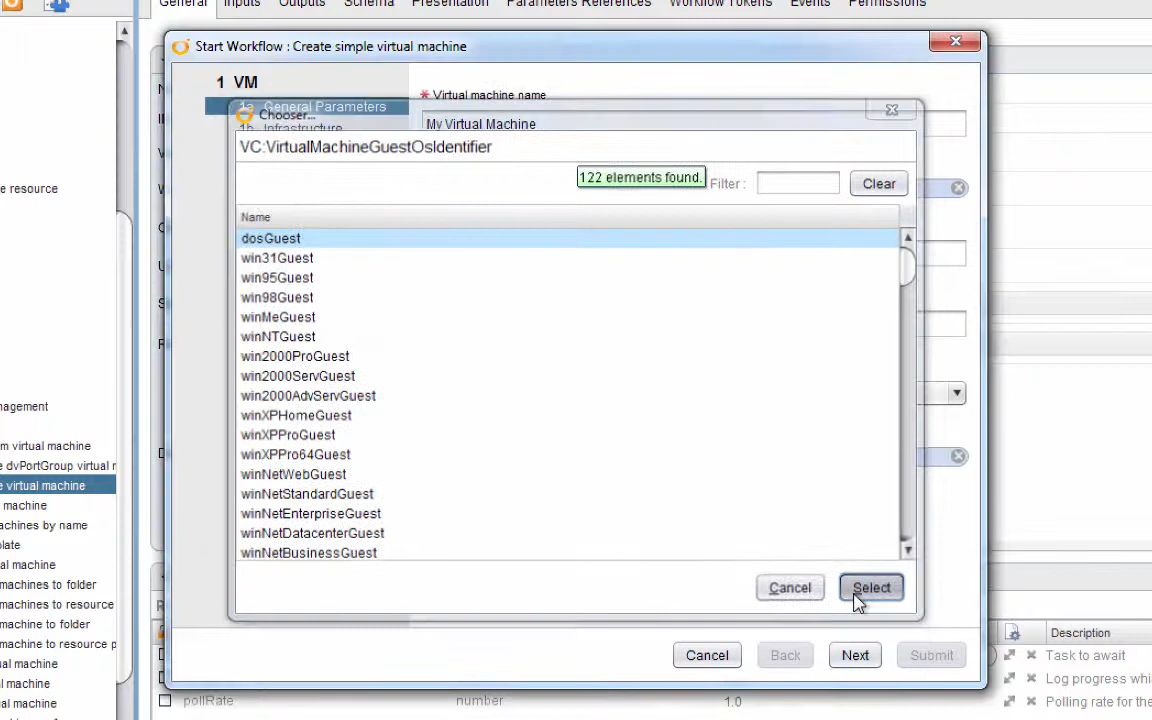 General Inputs Outputs Schema Presentation Parameters References Workflow Tokens Events Permissions
Start Workflow : Create simple virtual machine
1 VM
1a General Parameters
1b Infrastructure
* Virtual machine name
My Virtual Machine
Chooser...
VC:VirtualMachineGuestOsIdentifier
122 elements found.
Filter :
Clear
Name
dosGuest
win31Guest
win95Guest
win98Guest
winMeGuest
winNTGuest
win2000ProGuest
win2000ServGuest
win2000AdvServGuest
winXPHomeGuest
winXPProGuest
winXPPro64Guest
winNetWebGuest
winNetStandardGuest
winNetEnterpriseGuest
winNetDatacenterGuest
winNetBusinessGuest
Cancel Select
Cancel Back Next Submit
e resource
nagement
m virtual machine
e dvPortGroup virtual r
e virtual machine
machine
achines by name
plate
ual machine
machines to folder
machines to resource
machine to folder
machine to resource p
ual machine
al machine
ual machine
Description
Task to await
Log progress whi
pollRate number 1.0 Polling rate for the